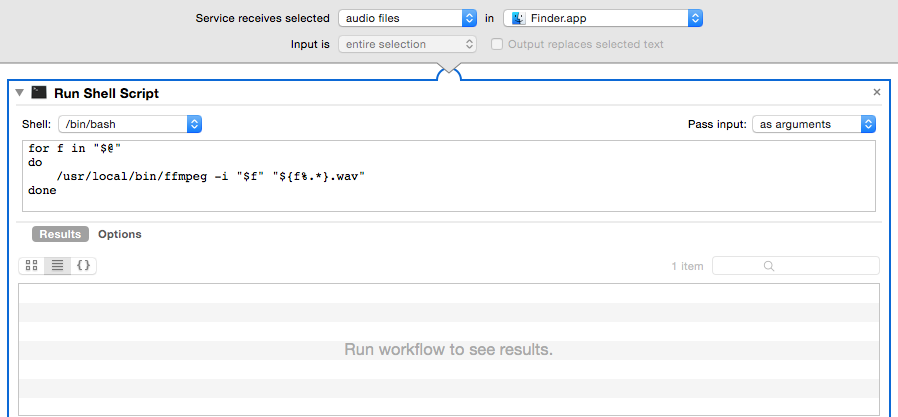 Service receives selected audio files in Finder.app
Input is entire selection Output replaces selected text
Run Shell Script
Shell: /bin/bash Pass input: as arguments
for f in "$@"
do
    /usr/local/bin/ffmpeg -i "$f" "${f%.*}.wav"
done
Results Options
{} 1 item
Run workflow to see results.